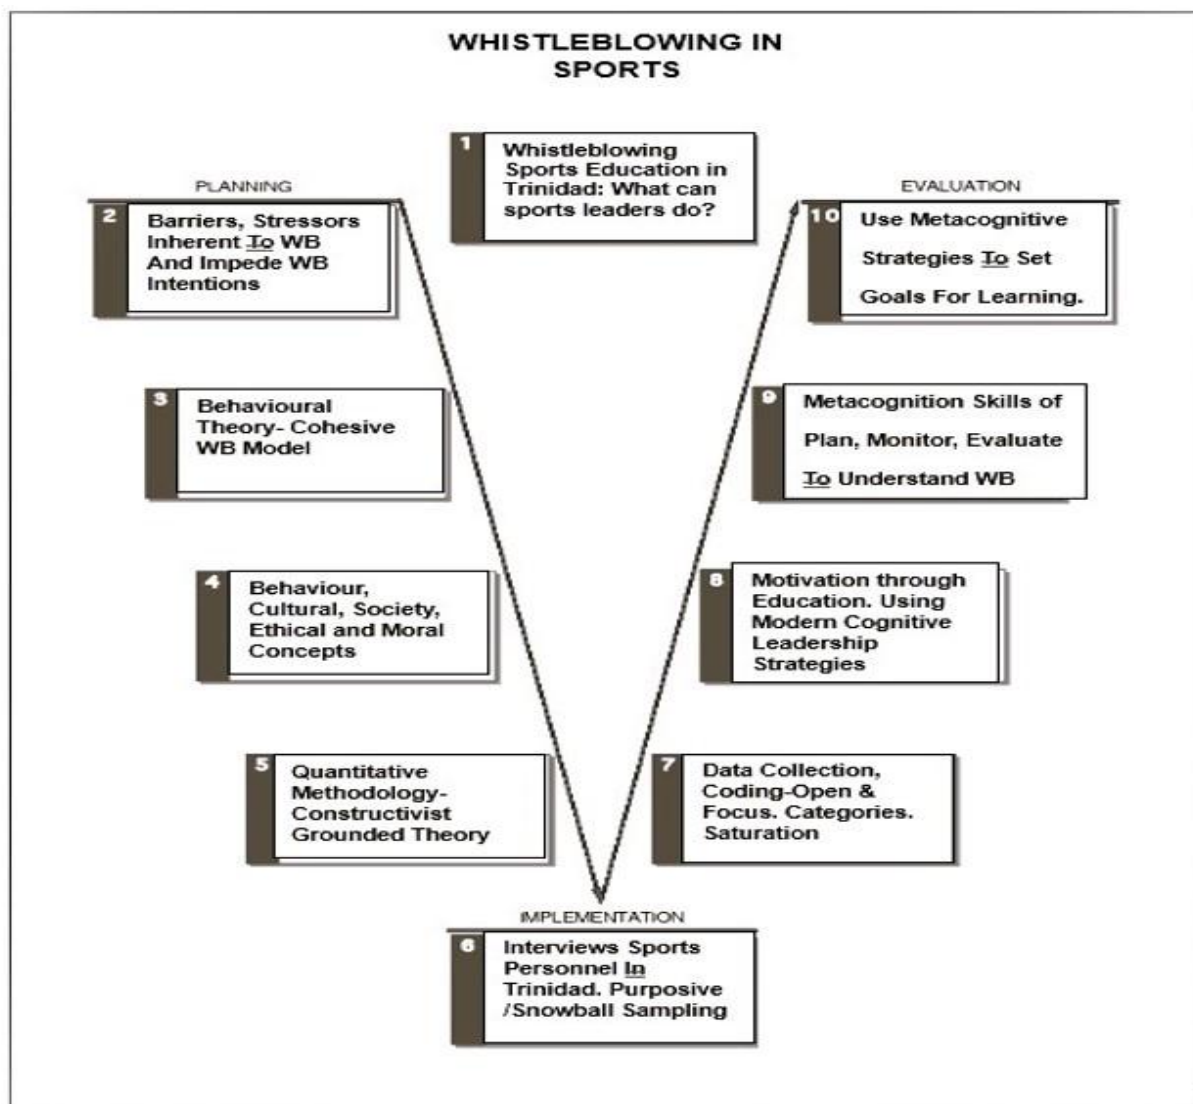 WHISTLEBLOWING IN
SPORTS
1
Whistleblowing
Sports Education in
Trinidad: What can
sports leaders do?
PLANNING
2
Barriers, Stressors
Inherent To WB
And Impede WB
Intentions
3
Behavioural
Theory- Cohesive
WB Model
4
Behaviour,
Cultural, Society,
Ethical and Moral
Concepts
5
Quantitative
Methodology-
Constructivist
Grounded Theory
IMPLEMENTATION
6
Interviews Sports
Personnel In
Trinidad. Purposive
/Snowball Sampling
7
Data Collection,
Coding-Open &
Focus. Categories.
Saturation
8
Motivation through
Education. Using
Modern Cognitive
Leadership
Strategies
9
Metacognition Skills of
Plan, Monitor, Evaluate
To Understand WB
EVALUATION
10
Use Metacognitive
Strategies To Set
Goals For Learning.